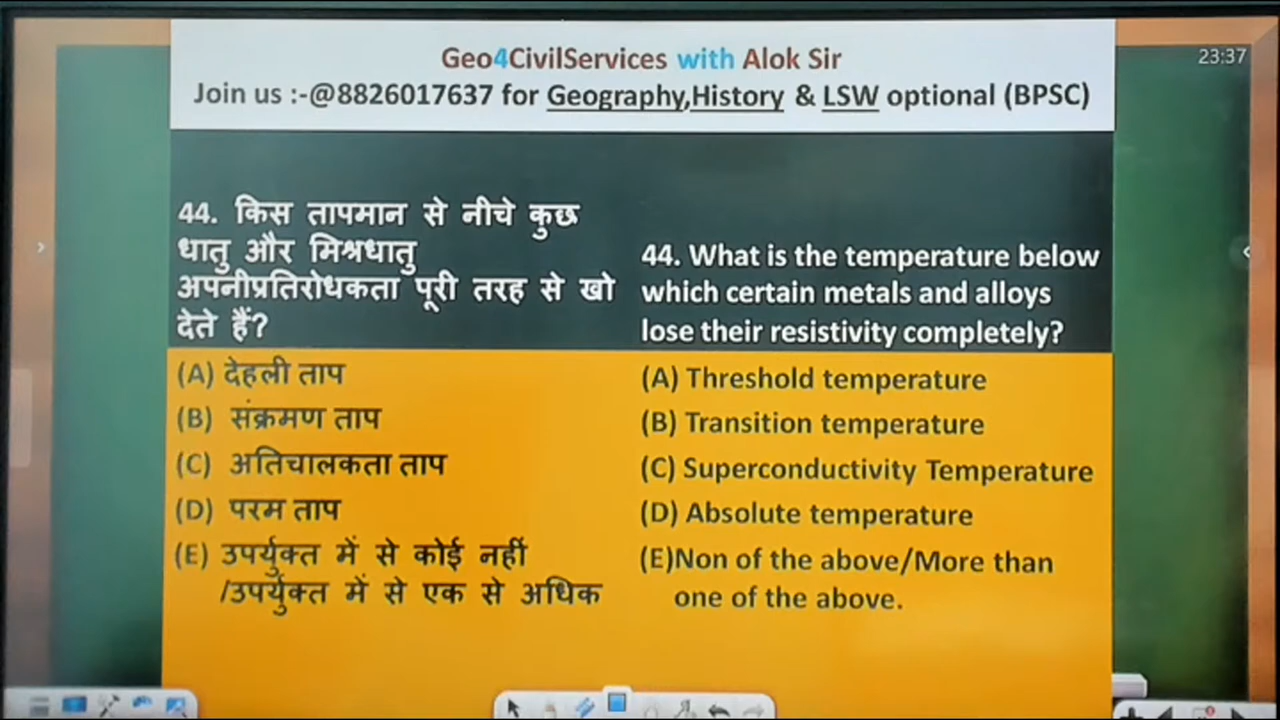 Geo4CivilServices with Alok Sir
Join us :-@8826017637 for Geography,History & LSW optional (BPSC)
23:37
44. किस तापमान से नीचे कुछ
धातु और मिश्रधातु
अपनीप्रतिरोधकता पूरी तरह से खो
देते हैं?
(A) देहली ताप
(B) संक्रमण ताप
(C) अतिचालकता ताप
(D) परम ताप
(E) उपर्युक्त में से कोई नहीं
/उपर्युक्त में से एक से अधिक
44. What is the temperature below
which certain metals and alloys
lose their resistivity completely?
(A) Threshold temperature
(B) Transition temperature
(C) Superconductivity Temperature
(D) Absolute temperature
(E)Non of the above/More than
one of the above.